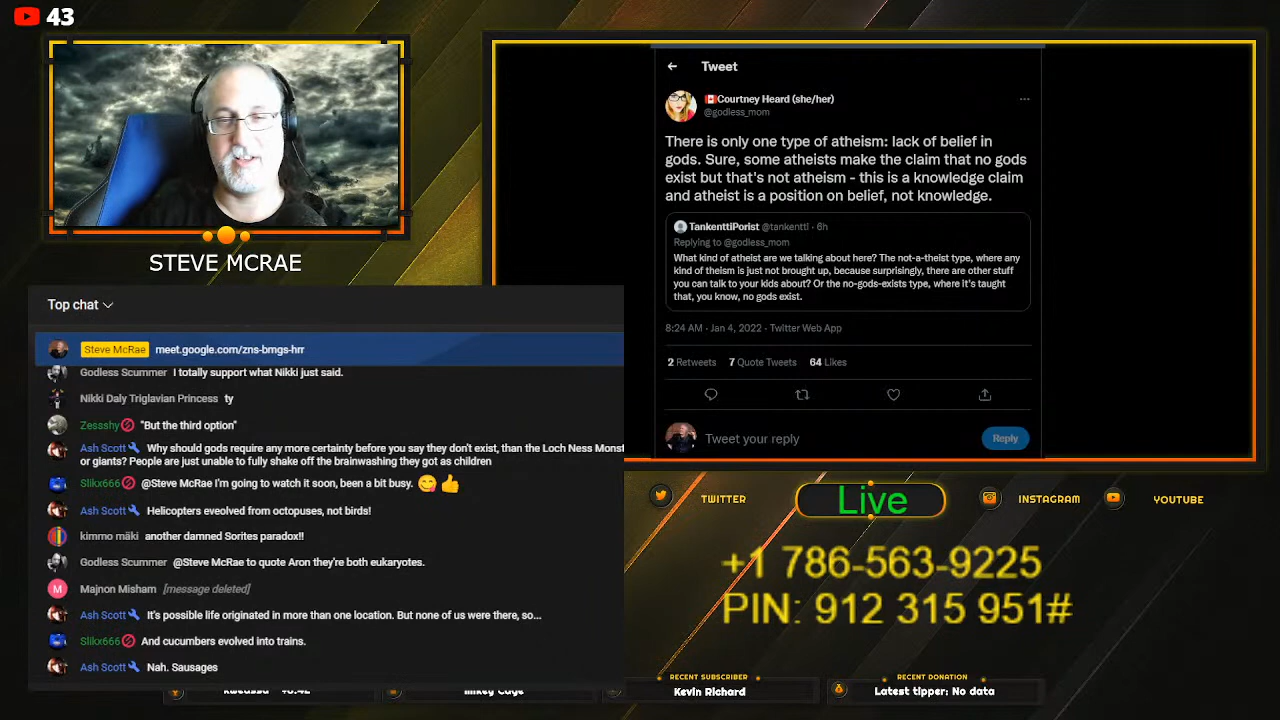 43
STEVE MCRAE
Tweet
Courtney Heard (she/her)
@godless_mom
There is only one type of atheism: lack of belief in
gods. Sure, some atheists make the claim that no gods
exist but that's not atheism - this is a knowledge claim
and atheist is a position on belief, not knowledge.
TankenttiPorist @tankentti · 6h
Replying to @godless_mom
What kind of atheist are we talking about here? The not-a-theist type, where any
kind of theism is just not brought up, because surprisingly, there are other stuff
you can talk to your kids about? Or the no-gods-exists type, where it's taught
that, you know, no gods exist.
8:24 AM · Jan 4, 2022 · Twitter Web App
2 Retweets 7 Quote Tweets 64 Likes
Tweet your reply
Reply
Top chat
Steve McRae meet.google.com/zns-bmgs-hrr
Godless Scummer I totally support what Nikki just said.
Nikki Daly Triglavian Princess ty
Zessshy "But the third option"
Ash Scott Why should gods require any more certainty before you say they don't exist, than the Loch Ness Monst
or giants? People are just unable to fully shake off the brainwashing they got as children
Slikx666 @Steve McRae I'm going to watch it soon, been a bit busy. 😋👍
Ash Scott Helicopters eveolved from octopuses, not birds!
kimmo mäki another damned Sorites paradox!!
Godless Scummer @Steve McRae to quote Aron they're both eukaryotes.
Majnon Misham [message deleted]
Ash Scott It's possible life originated in more than one location. But none of us were there, so...
Slikx666 And cucumbers evolved into trains.
Ash Scott Nah. Sausages
TWITTER
Live
INSTAGRAM
YOUTUBE
+1 786-563-9225
PIN: 912 315 951#
Mikey Cage
RECENT SUBSCRIBER
Kevin Richard
RECENT DONATION
Latest tipper: No data